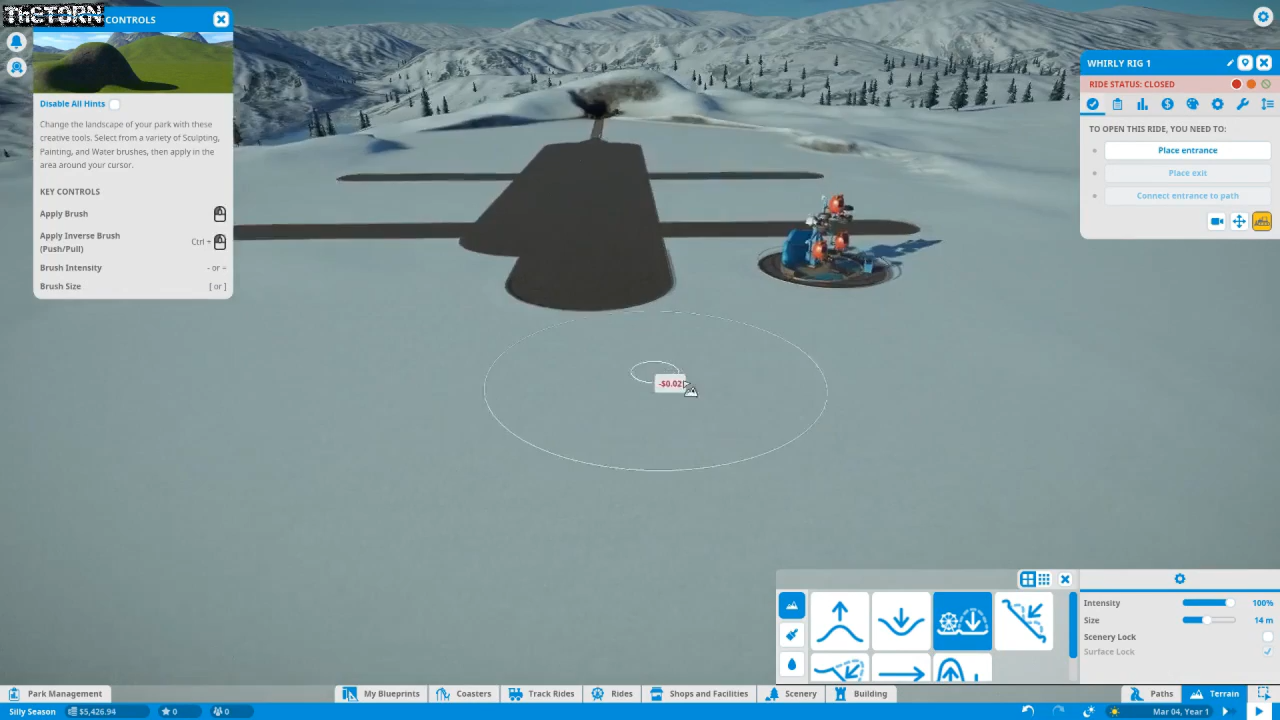 THETORN CONTROLS
Disable All Hints
Change the landscape of your park with these
creative tools. Select from a variety of Sculpting,
Painting, and Water brushes, then apply in the
area around your cursor.
KEY CONTROLS
Apply Brush
Apply Inverse Brush
(Push/Pull)
Ctrl +
Brush Intensity
- or =
Brush Size
[ or ]
WHIRLY RIG 1
RIDE STATUS: CLOSED
TO OPEN THIS RIDE, YOU NEED TO:
Place entrance
Place exit
Connect entrance to path
-$0.02
Intensity 100%
Size 14 m
Scenery Lock
Surface Lock
Park Management
My Blueprints
Coasters
Track Rides
Rides
Shops and Facilities
Scenery
Building
Paths
Terrain
Silly Season
$5,426.94
0
0
Mar 04, Year 1